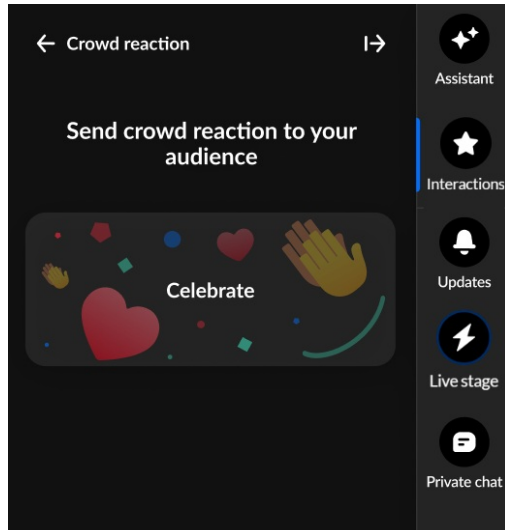 Crowd reaction
Send crowd reaction to your
audience
Celebrate
Assistant
Interactions
Updates
Live stage
Private chat